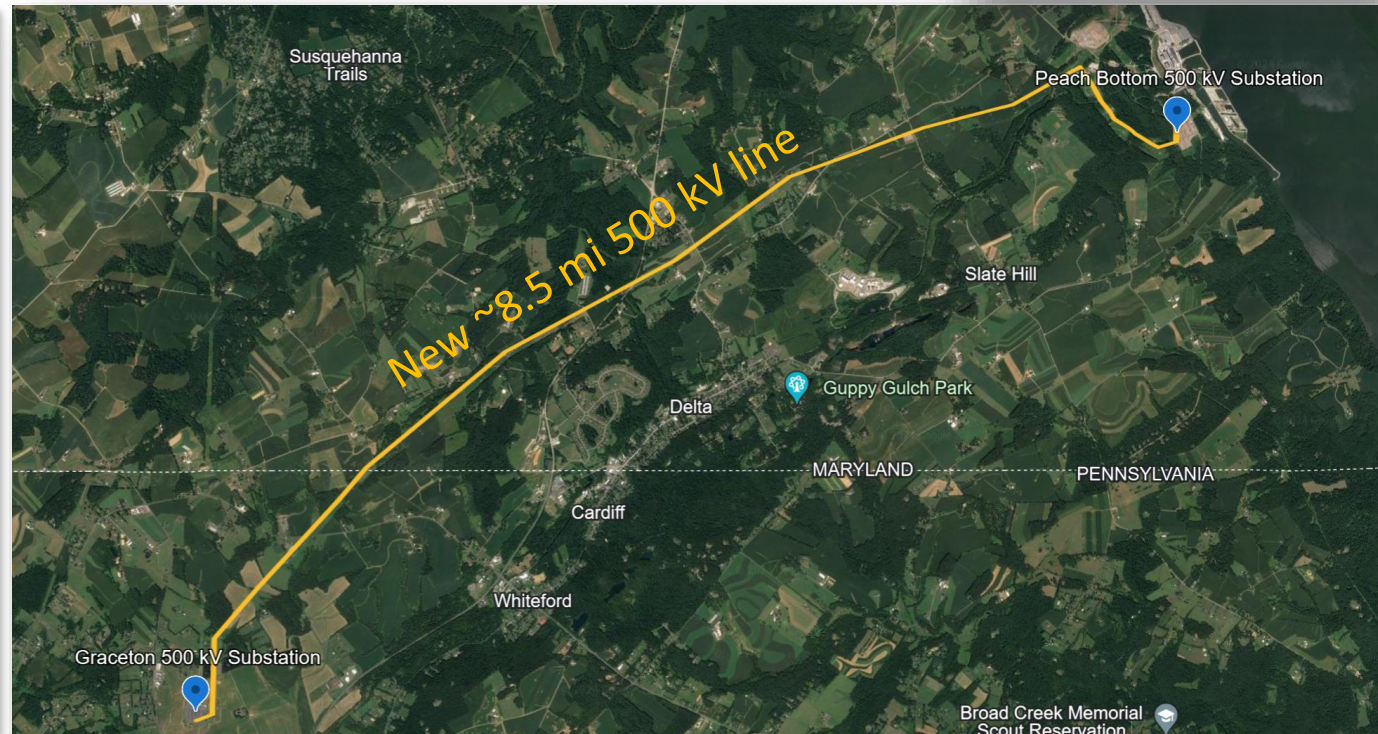 Susquehanna
Trails
Peach Bottom 500 kV Substation
New ~8.5 mi 500 kV line
Slate Hill
Guppy Gulch Park
Delta
MARYLAND
PENNSYLVANIA
Cardiff
Whiteford
Graceton 500 kV Substation
Broad Creek Memorial
Scout Reservation